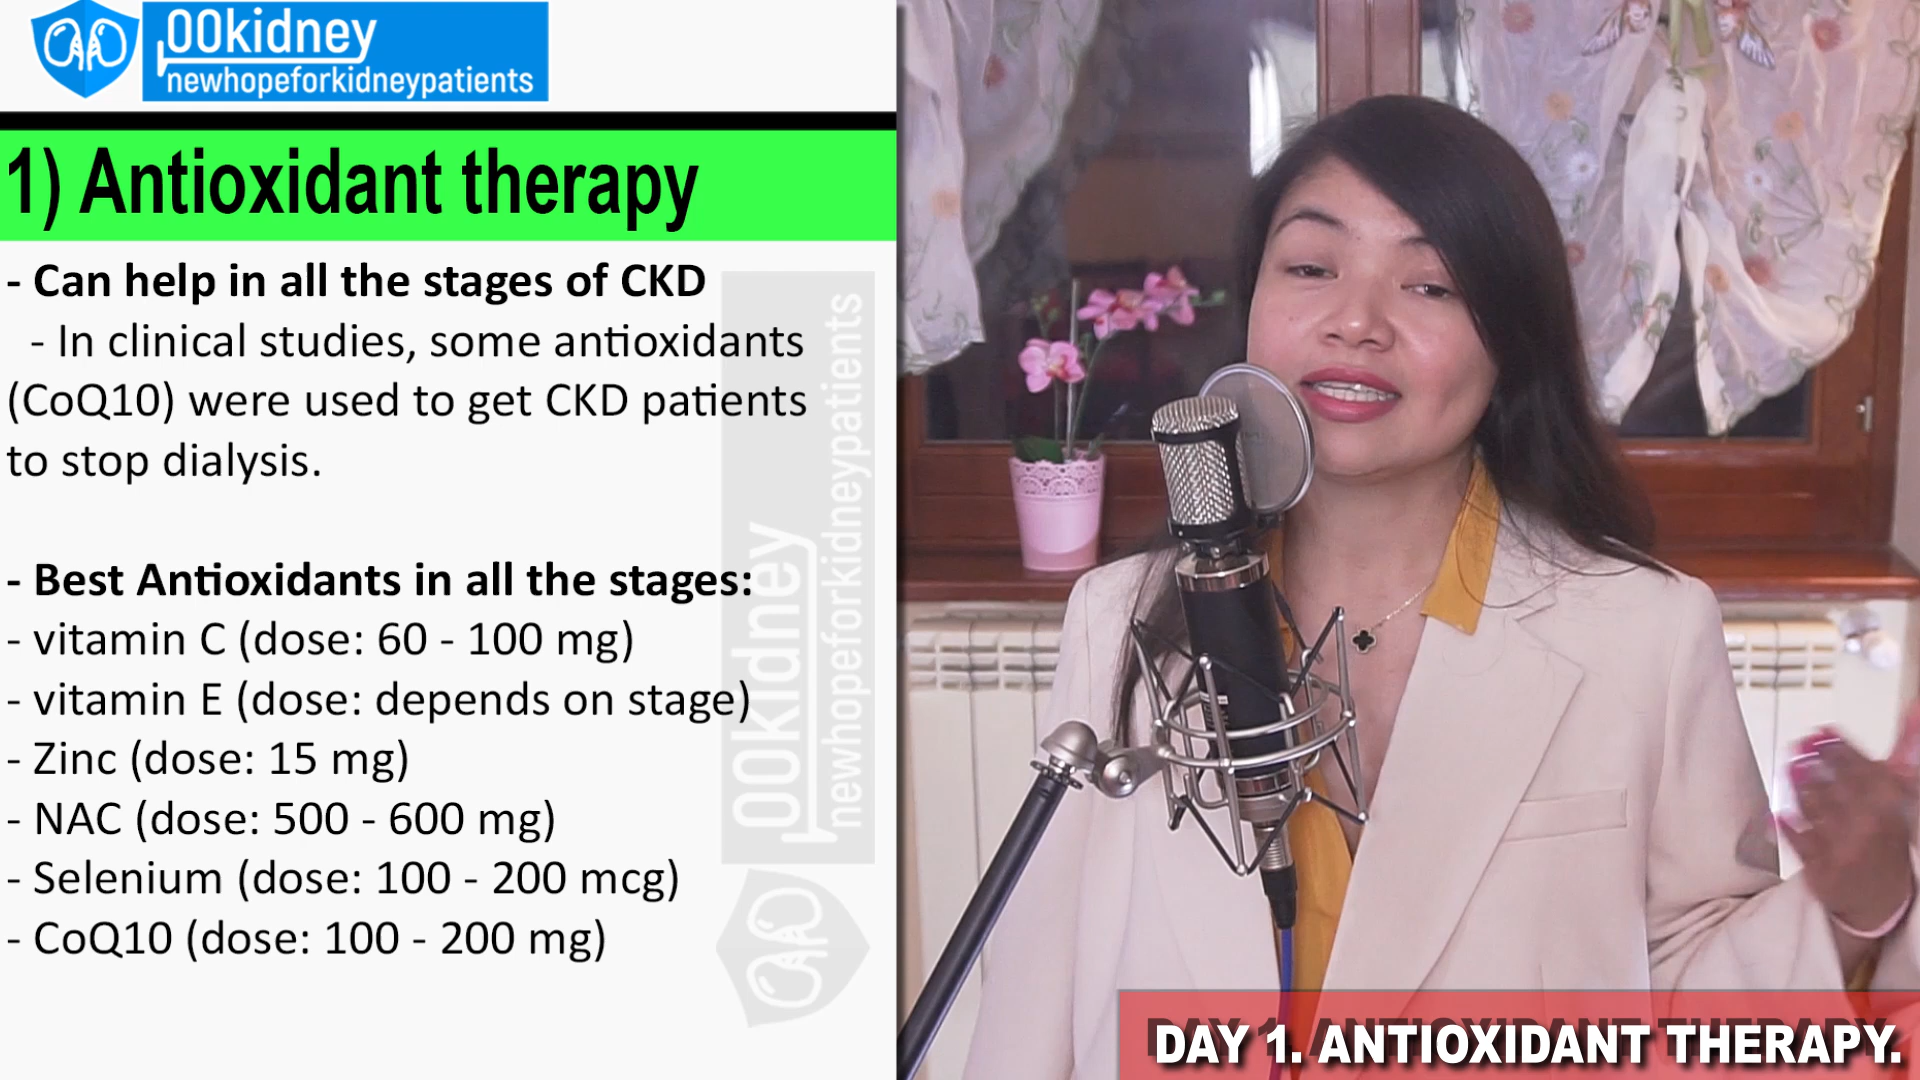 00kidney
newhopeforkidneypatients
1) Antioxidant therapy
- Can help in all the stages of CKD
- In clinical studies, some antioxidants
(CoQ10) were used to get CKD patients
to stop dialysis.
- Best Antioxidants in all the stages:
- vitamin C (dose: 60 - 100 mg)
- vitamin E (dose: depends on stage)
- Zinc (dose: 15 mg)
- NAC (dose: 500 - 600 mg)
- Selenium (dose: 100 - 200 mcg)
- CoQ10 (dose: 100 - 200 mg)
00kidney
newhopeforkidneypatients
DAY 1. ANTIOXIDANT THERAPY.